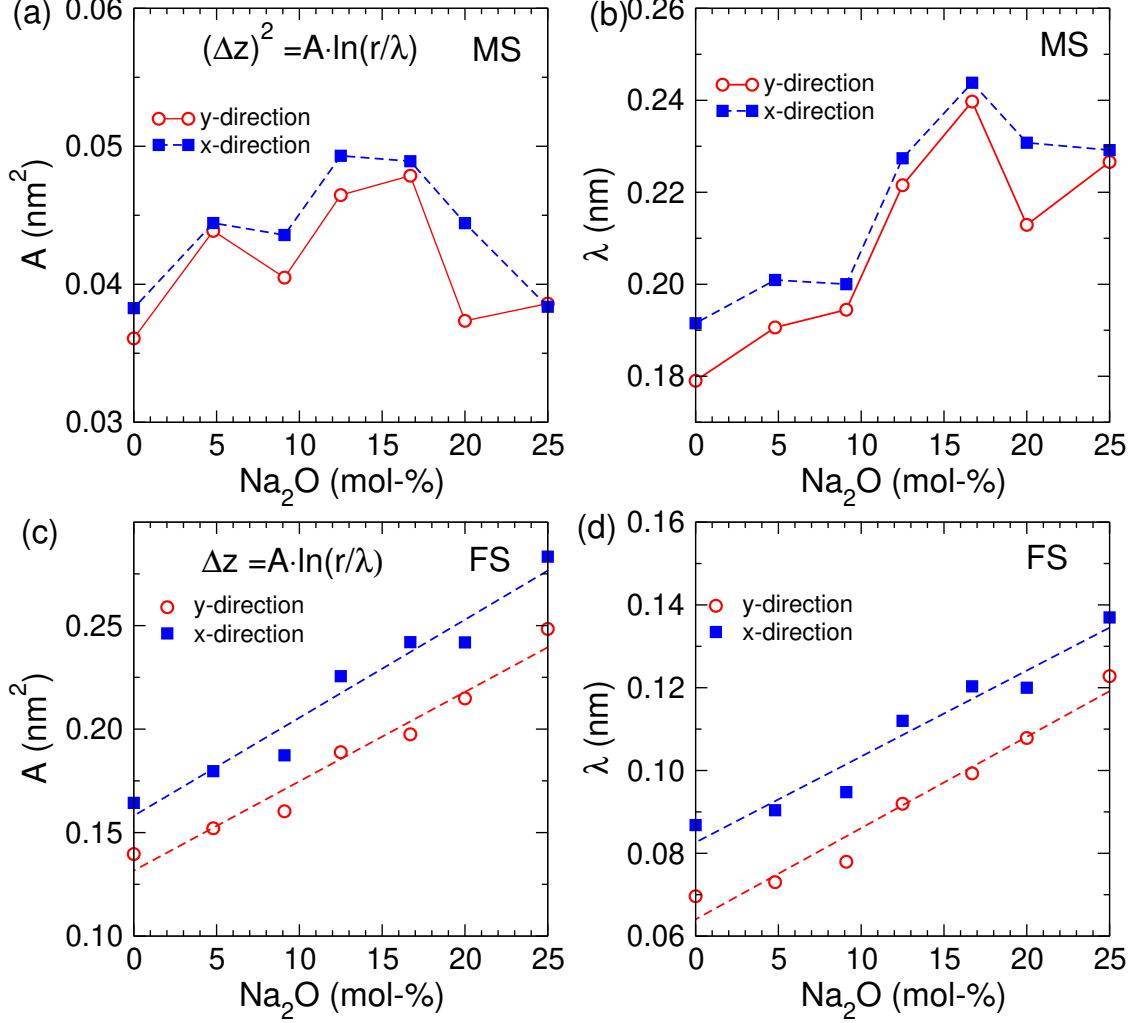 (a)
(Δz)² =A·ln(r/λ)
MS
y-direction
x-direction
A (nm²)
0.06
0.05
0.04
0.03
0 5 10 15 20 25
Na₂O (mol-%)
(b)
MS
y-direction
x-direction
λ (nm)
0.26
0.24
0.22
0.20
0.18
0 5 10 15 20 25
Na₂O (mol-%)
(c)
Δz =A·ln(r/λ)
FS
y-direction
x-direction
A (nm²)
0.25
0.20
0.15
0.10
0 5 10 15 20 25
Na₂O (mol-%)
(d)
FS
y-direction
x-direction
λ (nm)
0.16
0.14
0.12
0.10
0.08
0.06
0 5 10 15 20 25
Na₂O (mol-%)